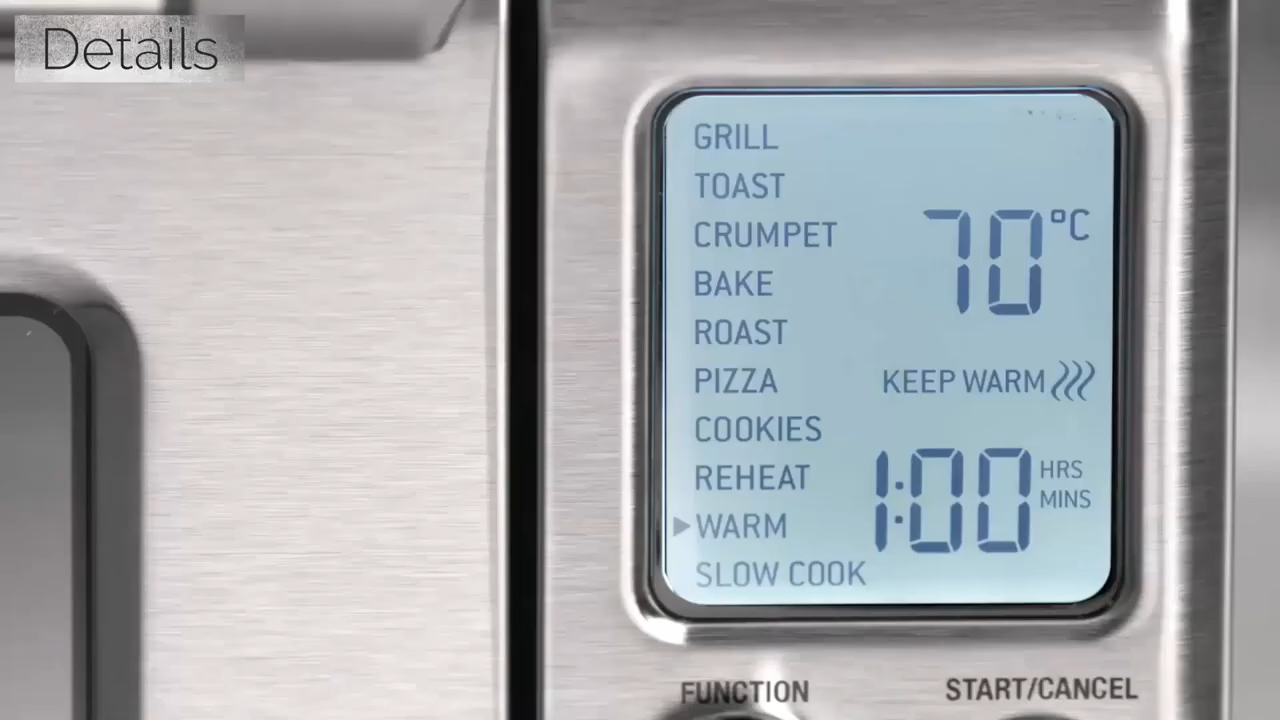 Details
GRILL
TOAST
CRUMPET
70°C
BAKE
ROAST
PIZZA
KEEP WARM
COOKIES
REHEAT
1:00 HRS MINS
WARM
SLOW COOK
FUNCTION
START/CANCEL